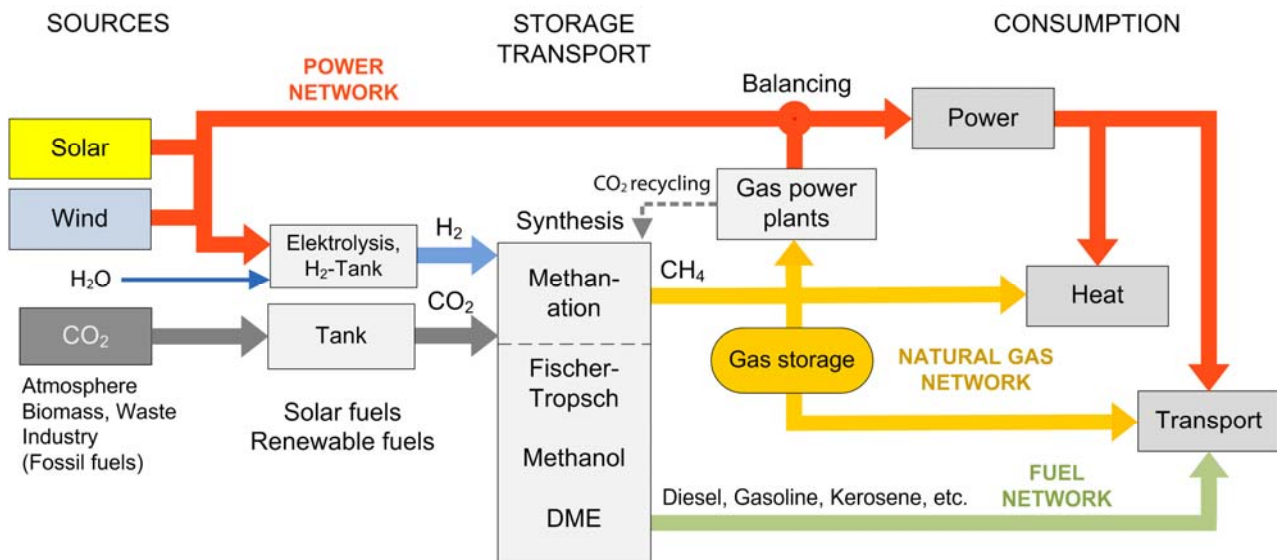 SOURCES
STORAGE
TRANSPORT
CONSUMPTION
POWER
NETWORK
Balancing
Solar
Power
Wind
CO₂ recycling
Gas power
plants
Synthesis
Elektrolysis,
H₂-Tank
H₂
H₂O
Methan-
ation
CH₄
Heat
CO₂
Tank
CO₂
Gas storage
NATURAL GAS
NETWORK
Atmosphere
Biomass, Waste
Industry
(Fossil fuels)
Solar fuels
Renewable fuels
Fischer-
Tropsch
Methanol
DME
Transport
Diesel, Gasoline, Kerosene, etc.
FUEL
NETWORK